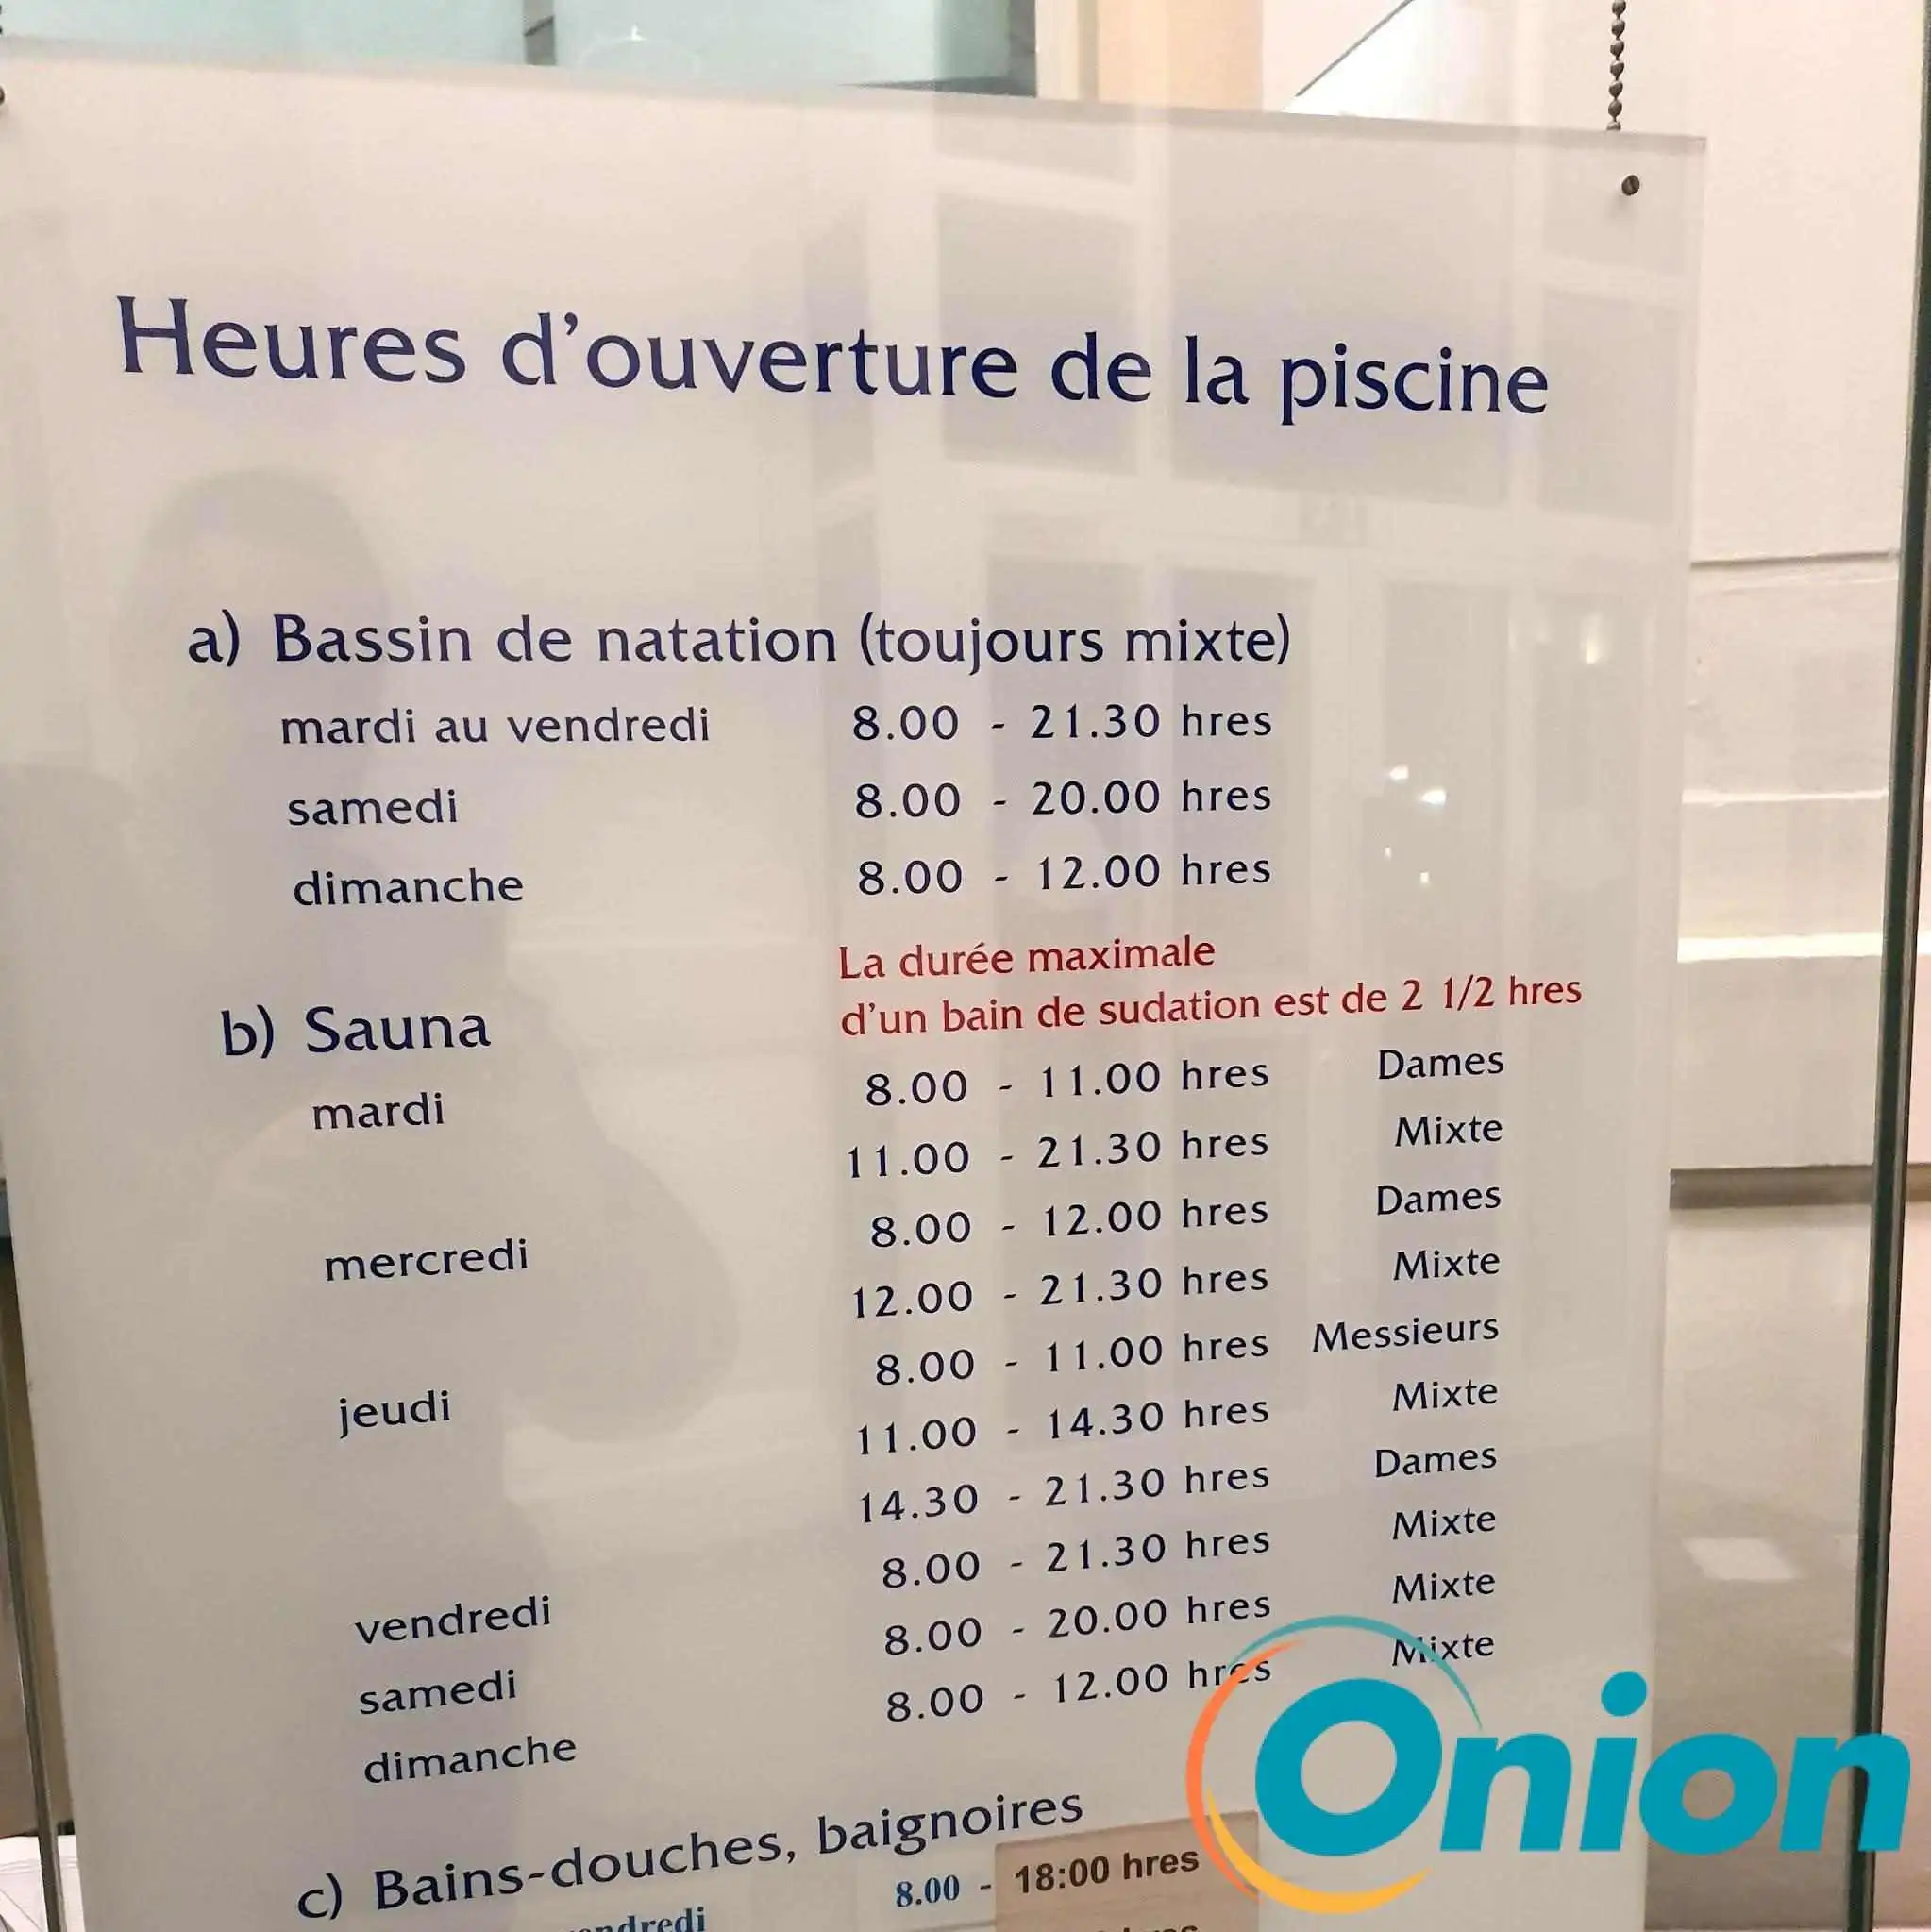 Heures d'ouverture de la piscine
a) Bassin de natation (toujours mixte)
mardi au vendredi 8.00 - 21.30 hres
samedi 8.00 - 20.00 hres
dimanche 8.00 - 12.00 hres
La durée maximale
d'un bain de sudation est de 2 1/2 hres
b) Sauna
mardi 8.00 - 11.00 hres Dames
11.00 - 21.30 hres Mixte
mercredi 8.00 - 12.00 hres Dames
12.00 - 21.30 hres Mixte
jeudi 8.00 - 11.00 hres Messieurs
11.00 - 14.30 hres Mixte
14.30 - 21.30 hres Dames
vendredi 8.00 - 21.30 hres Mixte
samedi 8.00 - 20.00 hres Mixte
dimanche 8.00 - 12.00 hres Mixte
c) Bains-douches, baignoires
8.00 - 18:00 hres
Onion